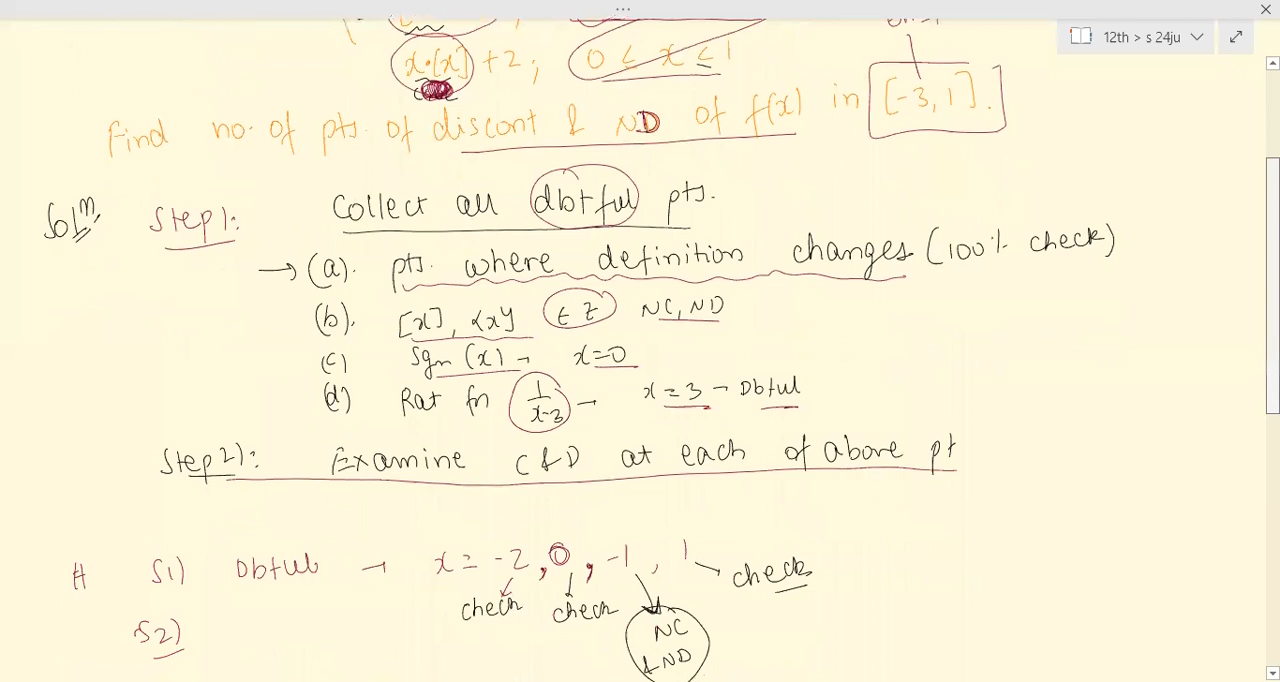 12th > s 24ju
x·[x] + 2 ; 0 ≤ x ≤ 1
Find no. of pts. of discont & ND of f(x) in [-3, 1].
Solⁿ Step 1: Collect all dbtful pts.
→ (a). pts. where definition changes (100% check)
(b). [x], {x} ∈ Z NC, ND
(c) Sgn (x) → x = 0
(d) Rat fn 1/(x-3) → x = 3 → Dbtful
Step 2): Examine C & D at each of above pt
# S1) Dbtful → x = -2, 0, -1, 1 → check
check check
S2) NC
& ND